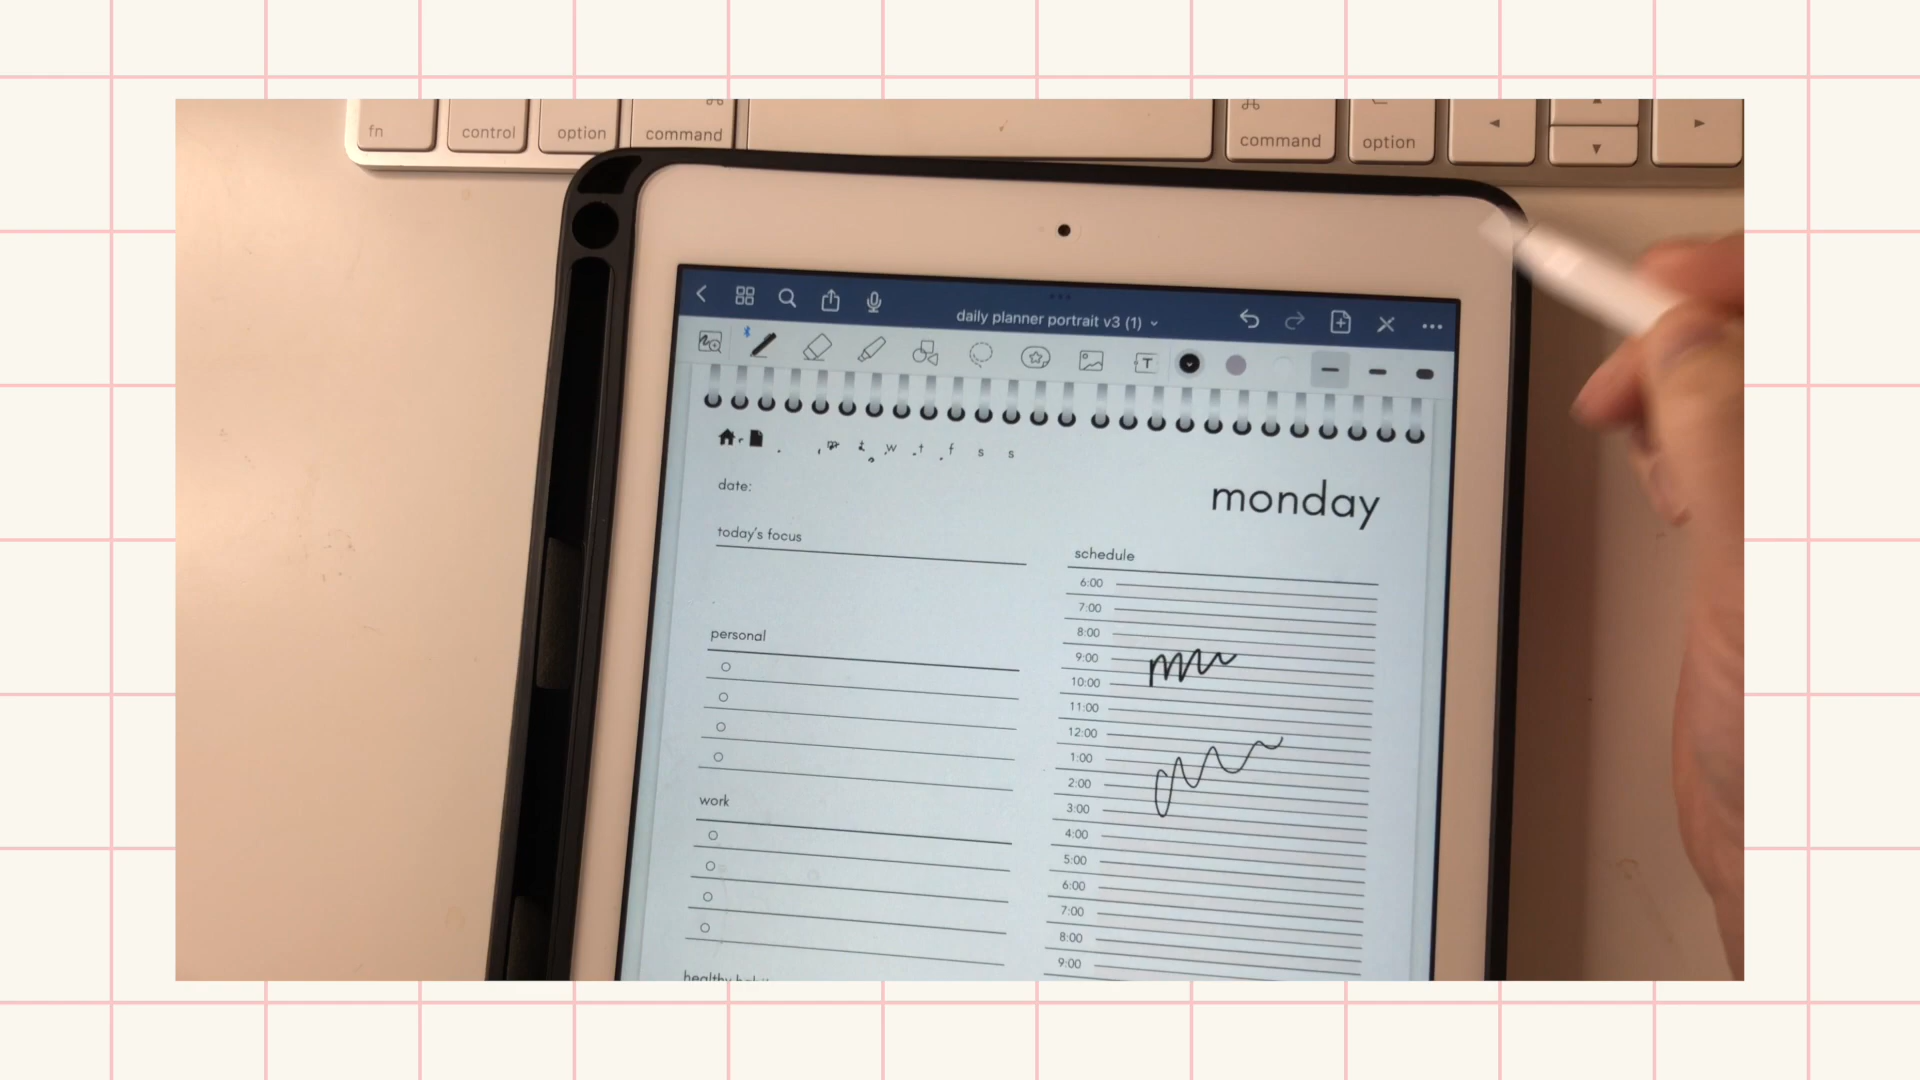 fn control option command command option
daily planner portrait v3 (1)
T
w t f s s
date:
monday
today's focus
schedule
6:00
7:00
8:00
9:00
10:00
11:00
12:00
1:00
2:00
3:00
4:00
5:00
6:00
7:00
8:00
9:00
personal
work
healthy